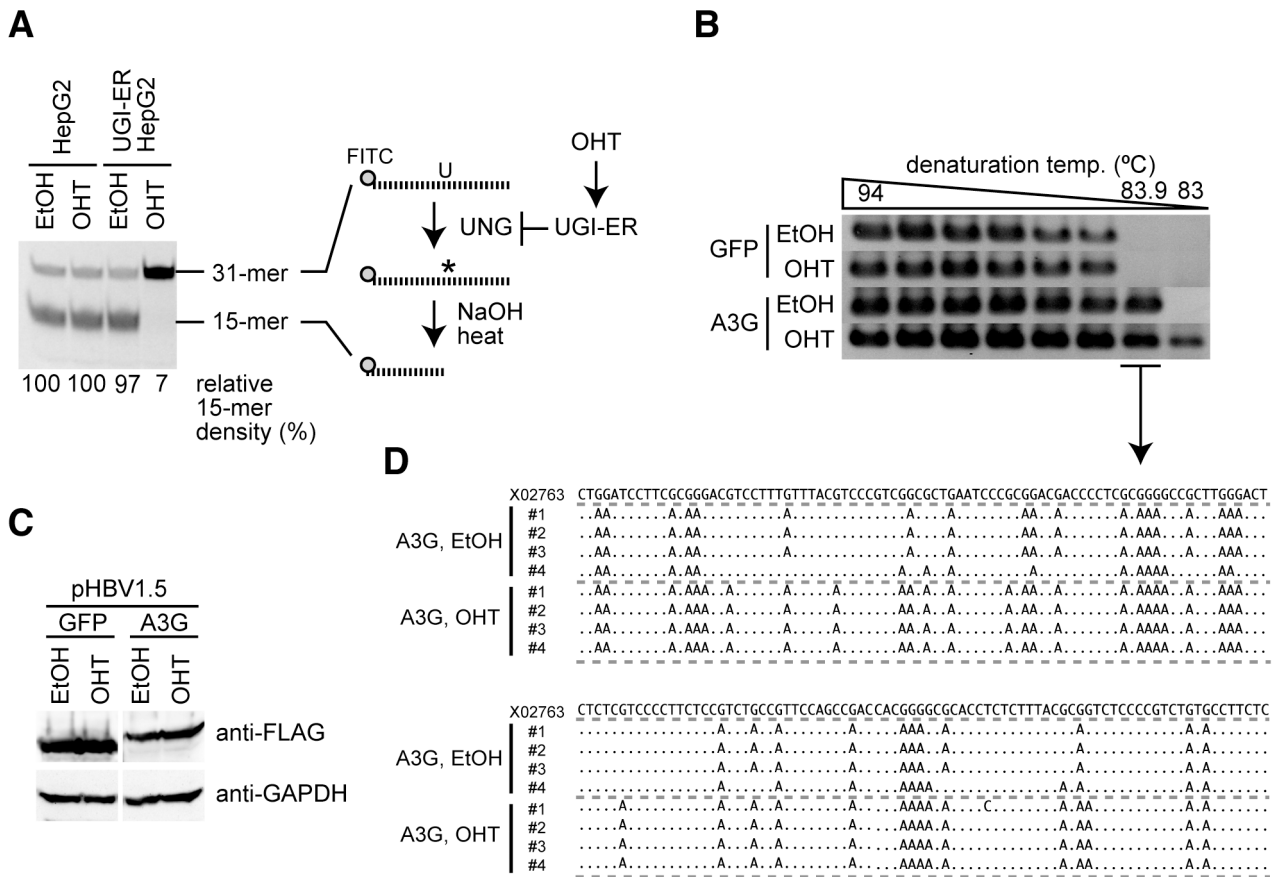 A
HepG2
UGI-ER
HepG2
EtOH
OHT
EtOH
OHT
31-mer
15-mer
100 100 97 7
relative
15-mer
density (%)
FITC
U
OHT
UNG
UGI-ER
*
NaOH
heat
B
denaturation temp. (ºC)
94 83.9 83
GFP
EtOH
OHT
A3G
EtOH
OHT
C
pHBV1.5
GFP A3G
EtOH
OHT
EtOH
OHT
anti-FLAG
anti-GAPDH
D
X02763 CTGGATCCTTCGCGGGACGTCCTTTGTTTACGTCCCGTCGGCGCTGAATCCCGCGGACGACCCCTCGCGGGGCCGCTTGGGACT
A3G, EtOH
#1
#2
#3
#4
A3G, OHT
#1
#2
#3
#4
X02763 CTCTCGTCCCCTTCTCCGTCTGCCGTTCCAGCCGACCACGGGGCGCACCTCTCTTTACGCGGTCTCCCCGTCTGTGCCTTCTC
A3G, EtOH
#1
#2
#3
#4
A3G, OHT
#1
#2
#3
#4